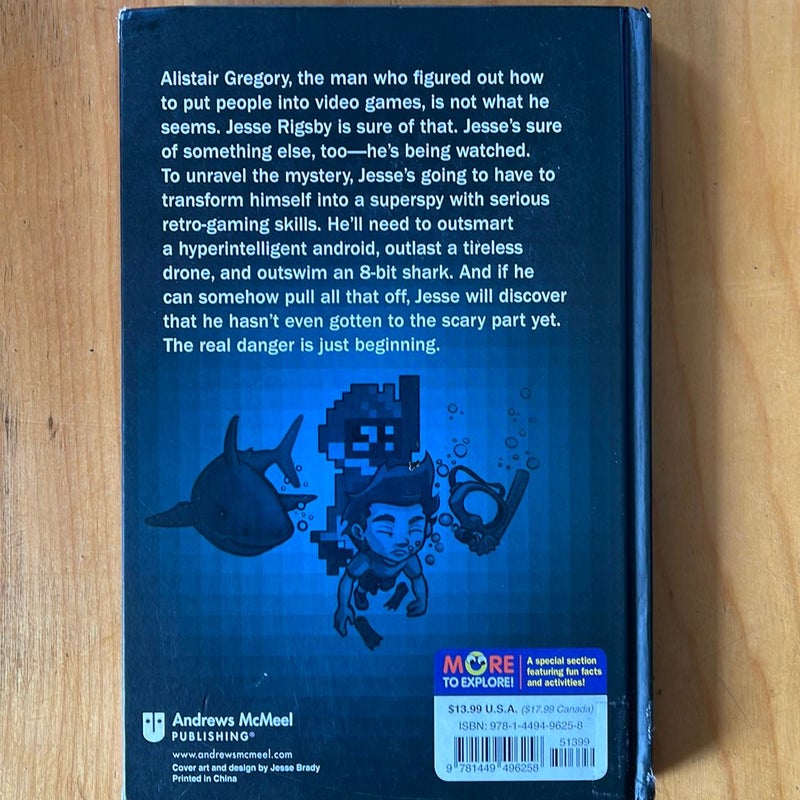 Alistair Gregory, the man who figured out how
to put people into video games, is not what he
seems. Jesse Rigsby is sure of that. Jesse's sure
of something else, too—he's being watched.
To unravel the mystery, Jesse's going to have to
transform himself into a superspy with serious
retro-gaming skills. He'll need to outsmart
a hyperintelligent android, outlast a tireless
drone, and outswim an 8-bit shark. And if he
can somehow pull all that off, Jesse will discover
that he hasn't even gotten to the scary part yet.
The real danger is just beginning.
MORE
TO EXPLORE!
A special section
featuring fun facts
and activities!
$13.99 U.S.A. ($17.99 Canada)
ISBN: 978-1-4494-9625-8
51399
9 781449 496258
Andrews McMeel
PUBLISHING®
www.andrewsmcmeel.com
Cover art and design by Jesse Brady
Printed in China